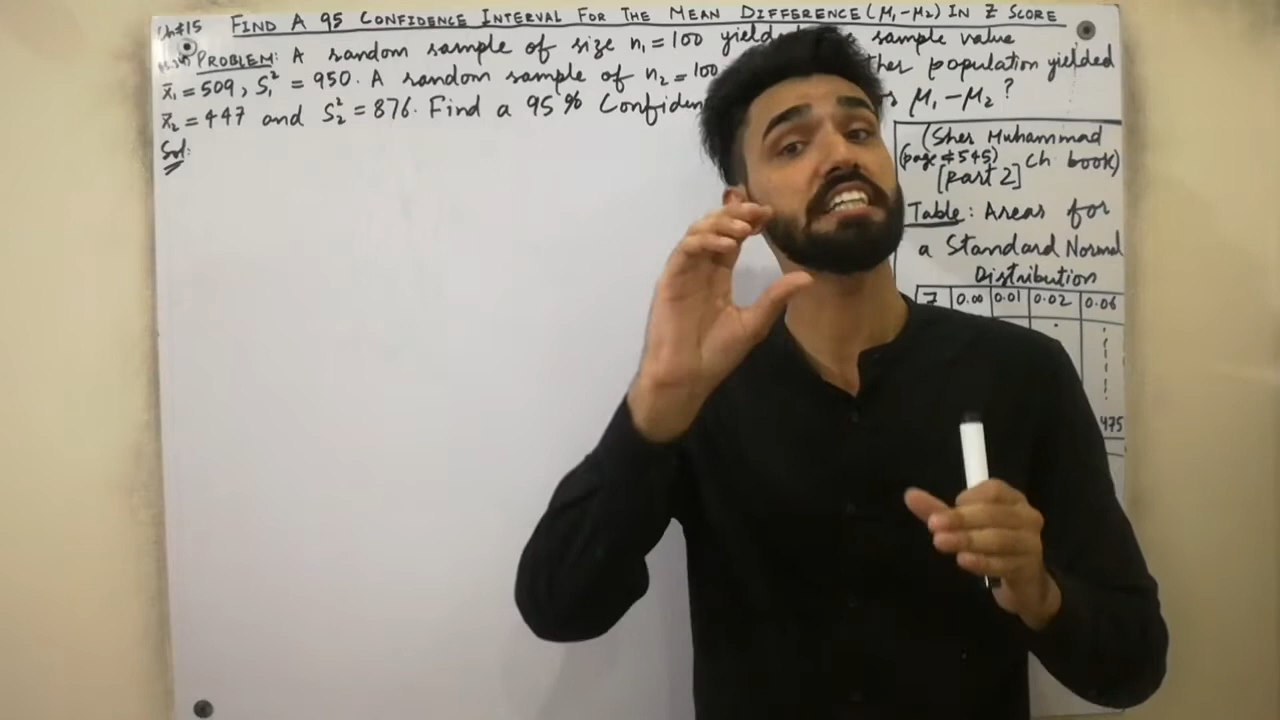 Ch#15 FIND A 95 CONFIDENCE INTERVAL FOR THE MEAN DIFFERENCE (μ₁-μ₂) IN Z SCORE
PROBLEM: A random sample of size n₁ = 100 sample value
x̄₁ = 509, S₁² = 950. A random sample of n₂ = 100 population yielded
x̄₂ = 447 and S₂² = 876. Find a 95% μ₁-μ₂?
Sol:
(Sher Muhammad
(page #545) Ch book)
[part 2]
Table: Areas for
a Standard Normal
Distribution
Z 0.00 0.01 0.02 0.06
475